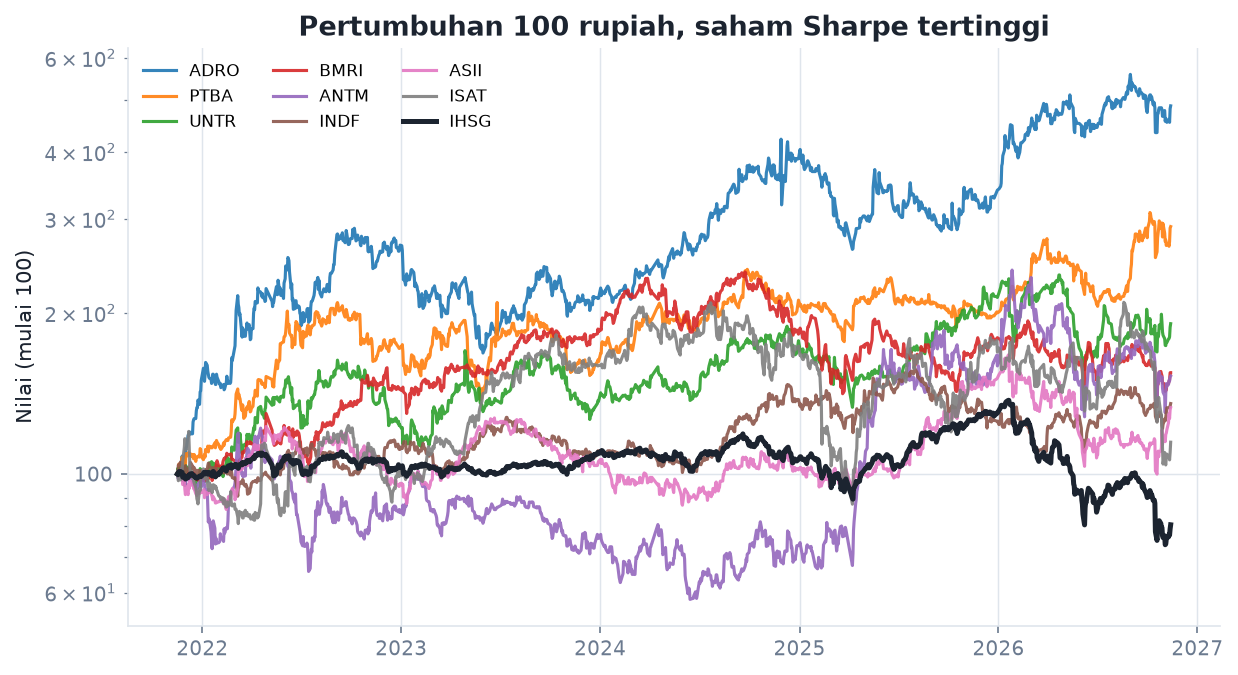 Pertumbuhan 100 rupiah, saham Sharpe tertinggi
Nilai (mulai 100)
6 × 10²
4 × 10²
3 × 10²
2 × 10²
100
6 × 10¹
ADRO BMRI ASII
PTBA ANTM ISAT
UNTR INDF IHSG
2022 2023 2024 2025 2026 2027